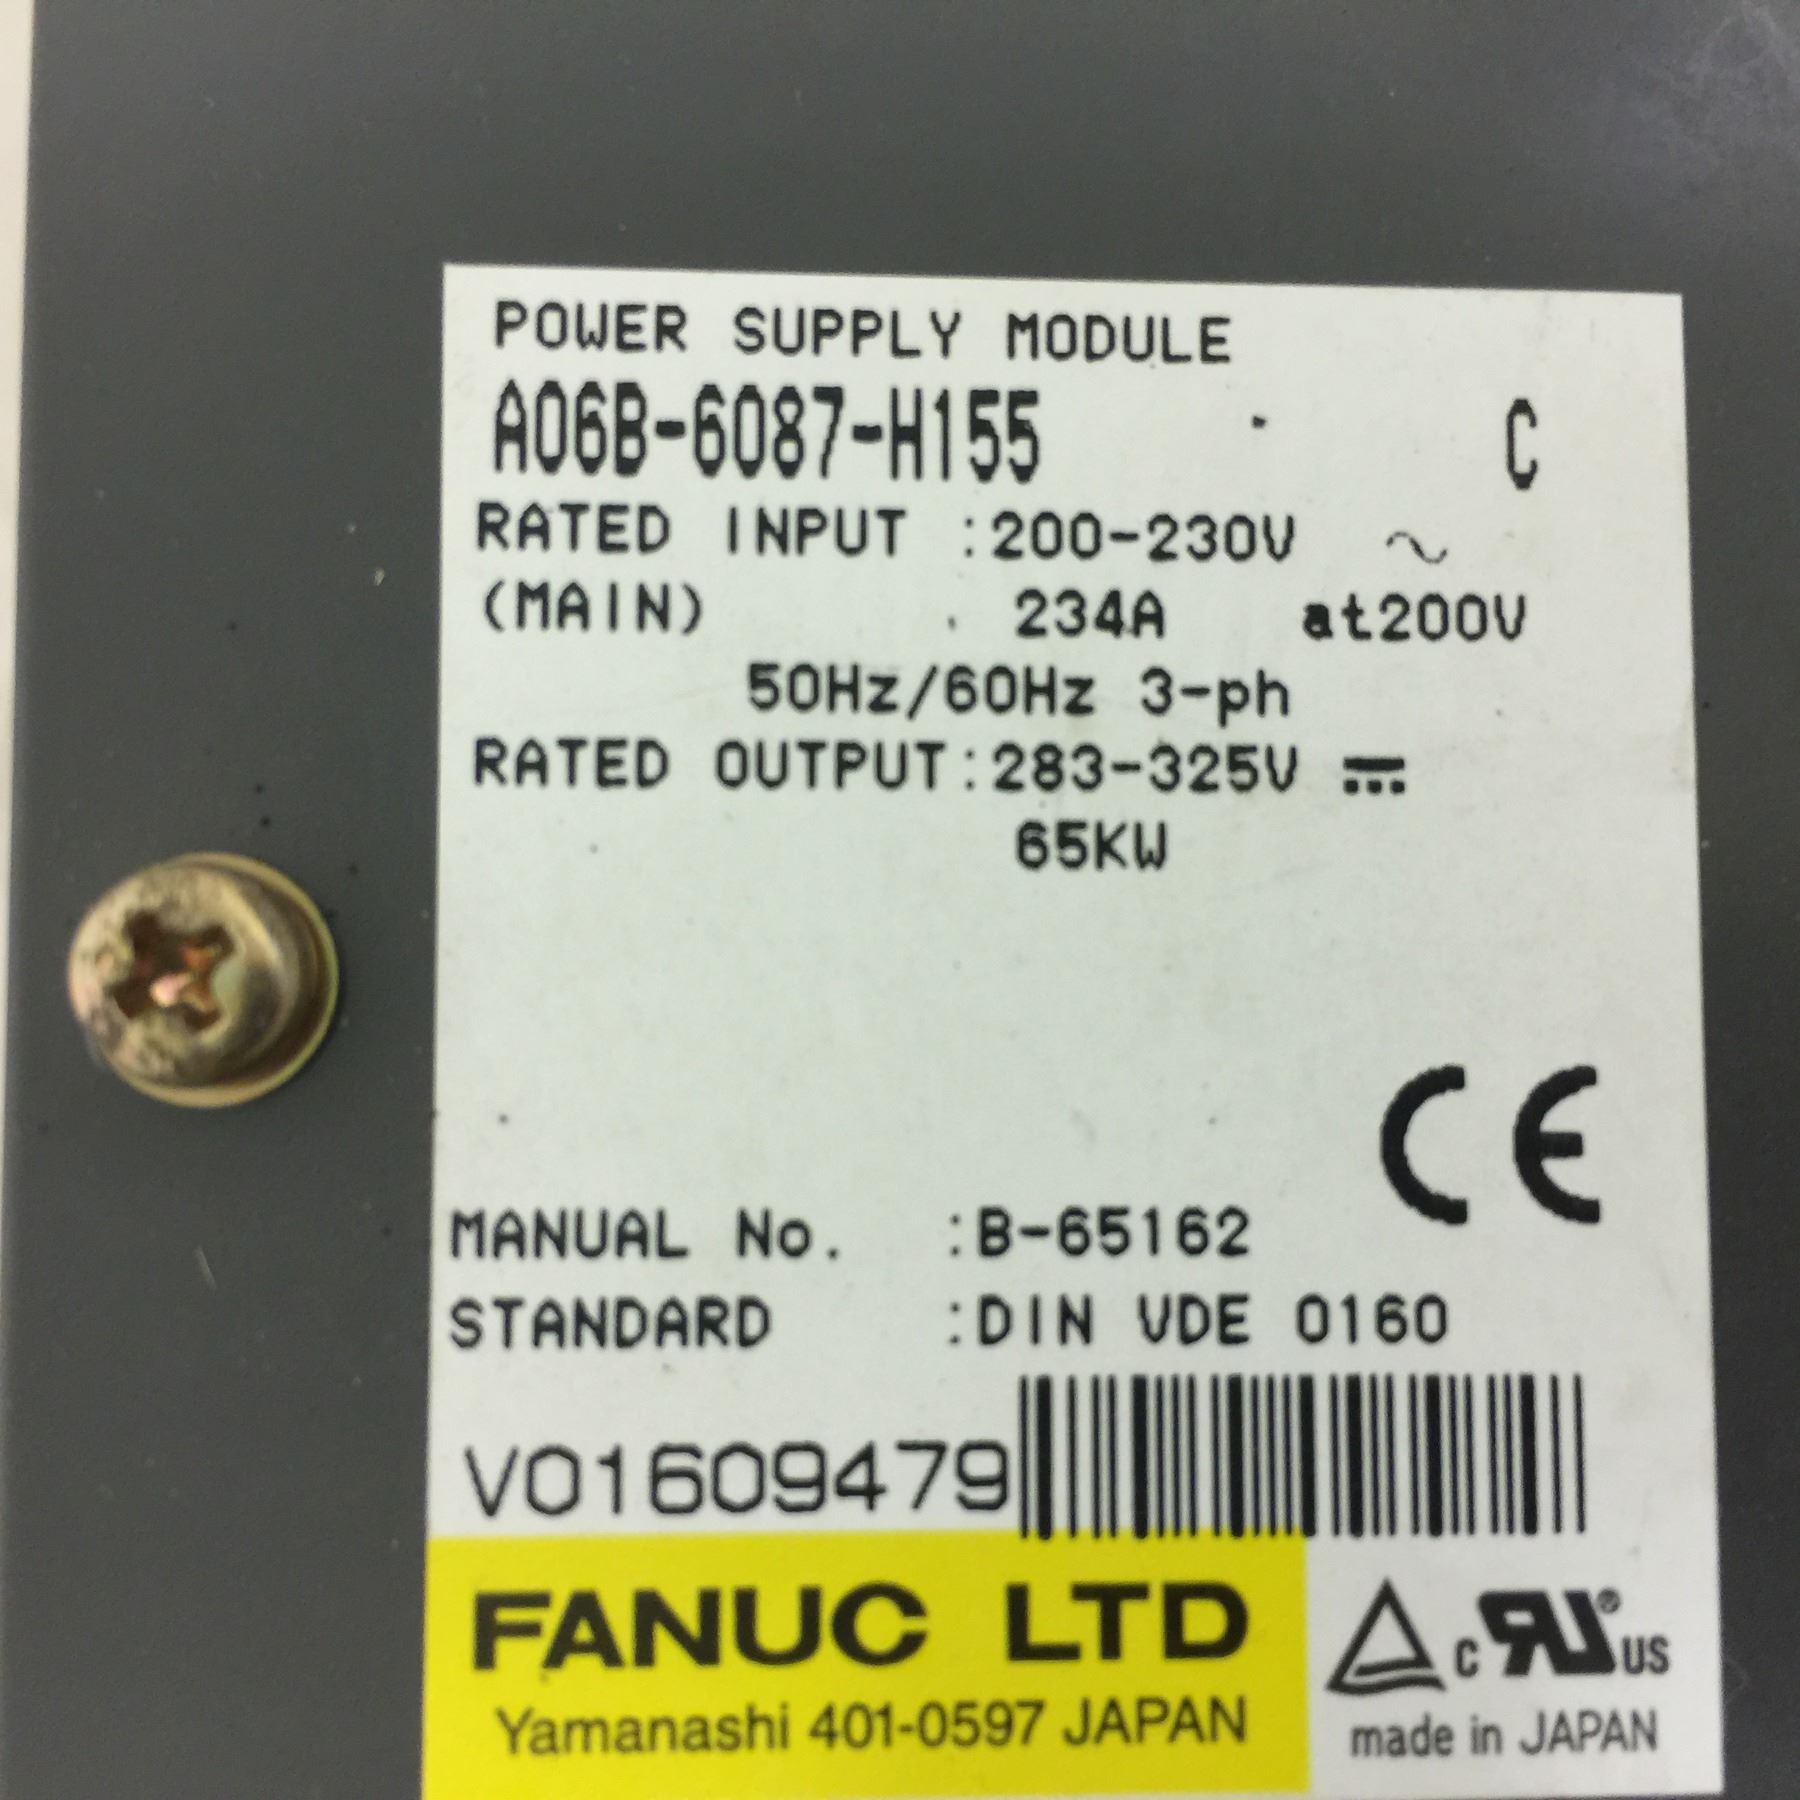 POWER SUPPLY MODULE
A06B-6087-H155 C
RATED INPUT :200-230V ~
(MAIN) 234A at200V
50Hz/60Hz 3-ph
RATED OUTPUT:283-325V
65KW
CE
MANUAL No. :B-65162
STANDARD :DIN VDE 0160
V01609479
FANUC LTD
Yamanashi 401-0597 JAPAN
c RU ® US
made in JAPAN